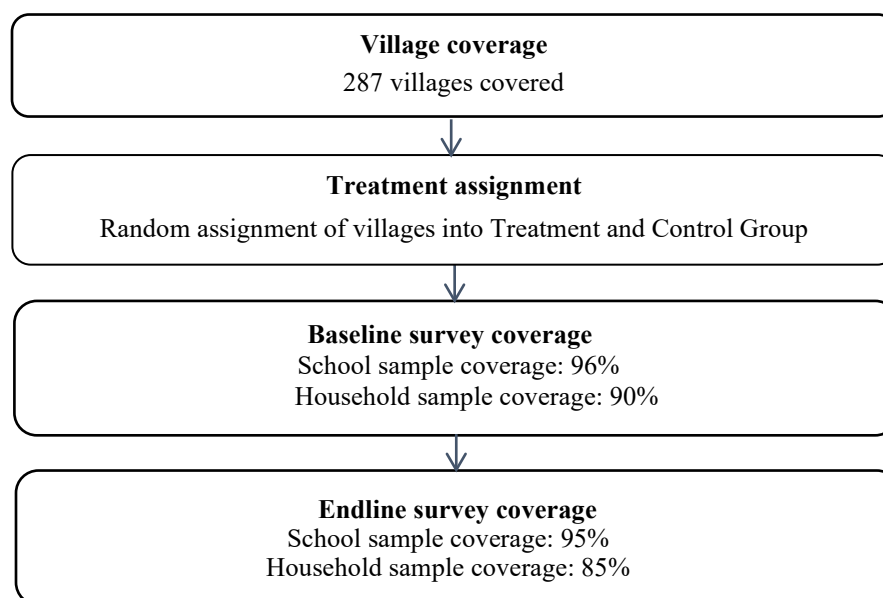 Village coverage
287 villages covered
Treatment assignment
Random assignment of villages into Treatment and Control Group
Baseline survey coverage
School sample coverage: 96%
Household sample coverage: 90%
Endline survey coverage
School sample coverage: 95%
Household sample coverage: 85%